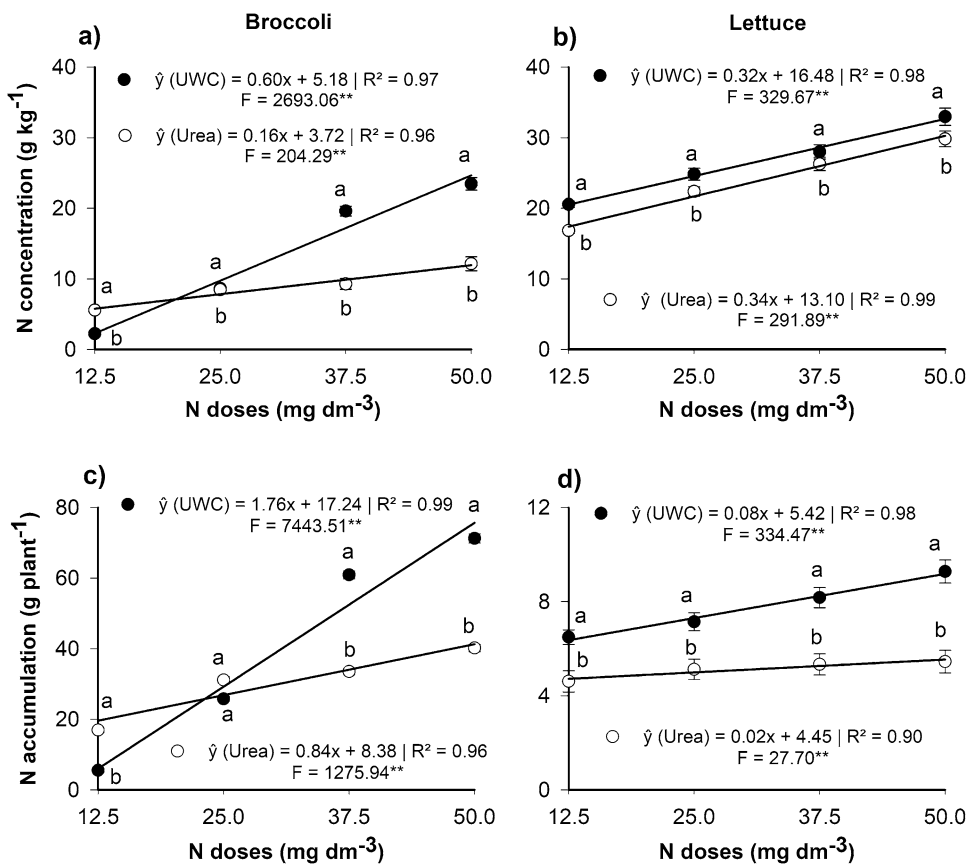 Broccoli
Lettuce
a)
ŷ (UWC) = 0.60x + 5.18 | R² = 0.97
F = 2693.06**
ŷ (Urea) = 0.16x + 3.72 | R² = 0.96
F = 204.29**
N concentration (g kg⁻¹)
40
30
20
10
0
a
b
a
b
a
b
a
b
12.5 25.0 37.5 50.0
N doses (mg dm⁻³)
b)
ŷ (UWC) = 0.32x + 16.48 | R² = 0.98
F = 329.67**
40
30
20
10
0
a
b
a
b
a
b
a
b
ŷ (Urea) = 0.34x + 13.10 | R² = 0.99
F = 291.89**
12.5 25.0 37.5 50.0
N doses (mg dm⁻³)
c)
ŷ (UWC) = 1.76x + 17.24 | R² = 0.99
F = 7443.51**
N accumulation (g plant⁻¹)
80
60
40
20
0
a
b
a
a
a
b
a
b
ŷ (Urea) = 0.84x + 8.38 | R² = 0.96
F = 1275.94**
12.5 25.0 37.5 50.0
N doses (mg dm⁻³)
d)
ŷ (UWC) = 0.08x + 5.42 | R² = 0.98
F = 334.47**
12
8
4
0
a
b
a
b
a
b
a
b
ŷ (Urea) = 0.02x + 4.45 | R² = 0.90
F = 27.70**
12.5 25.0 37.5 50.0
N doses (mg dm⁻³)